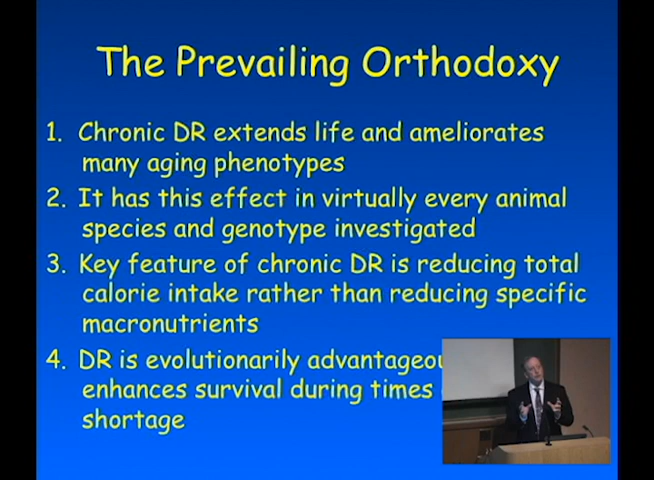 The Prevailing Orthodoxy
1. Chronic DR extends life and ameliorates
many aging phenotypes
2. It has this effect in virtually every animal
species and genotype investigated
3. Key feature of chronic DR is reducing total
calorie intake rather than reducing specific
macronutrients
4. DR is evolutionarily
enhances survival during times
shortage